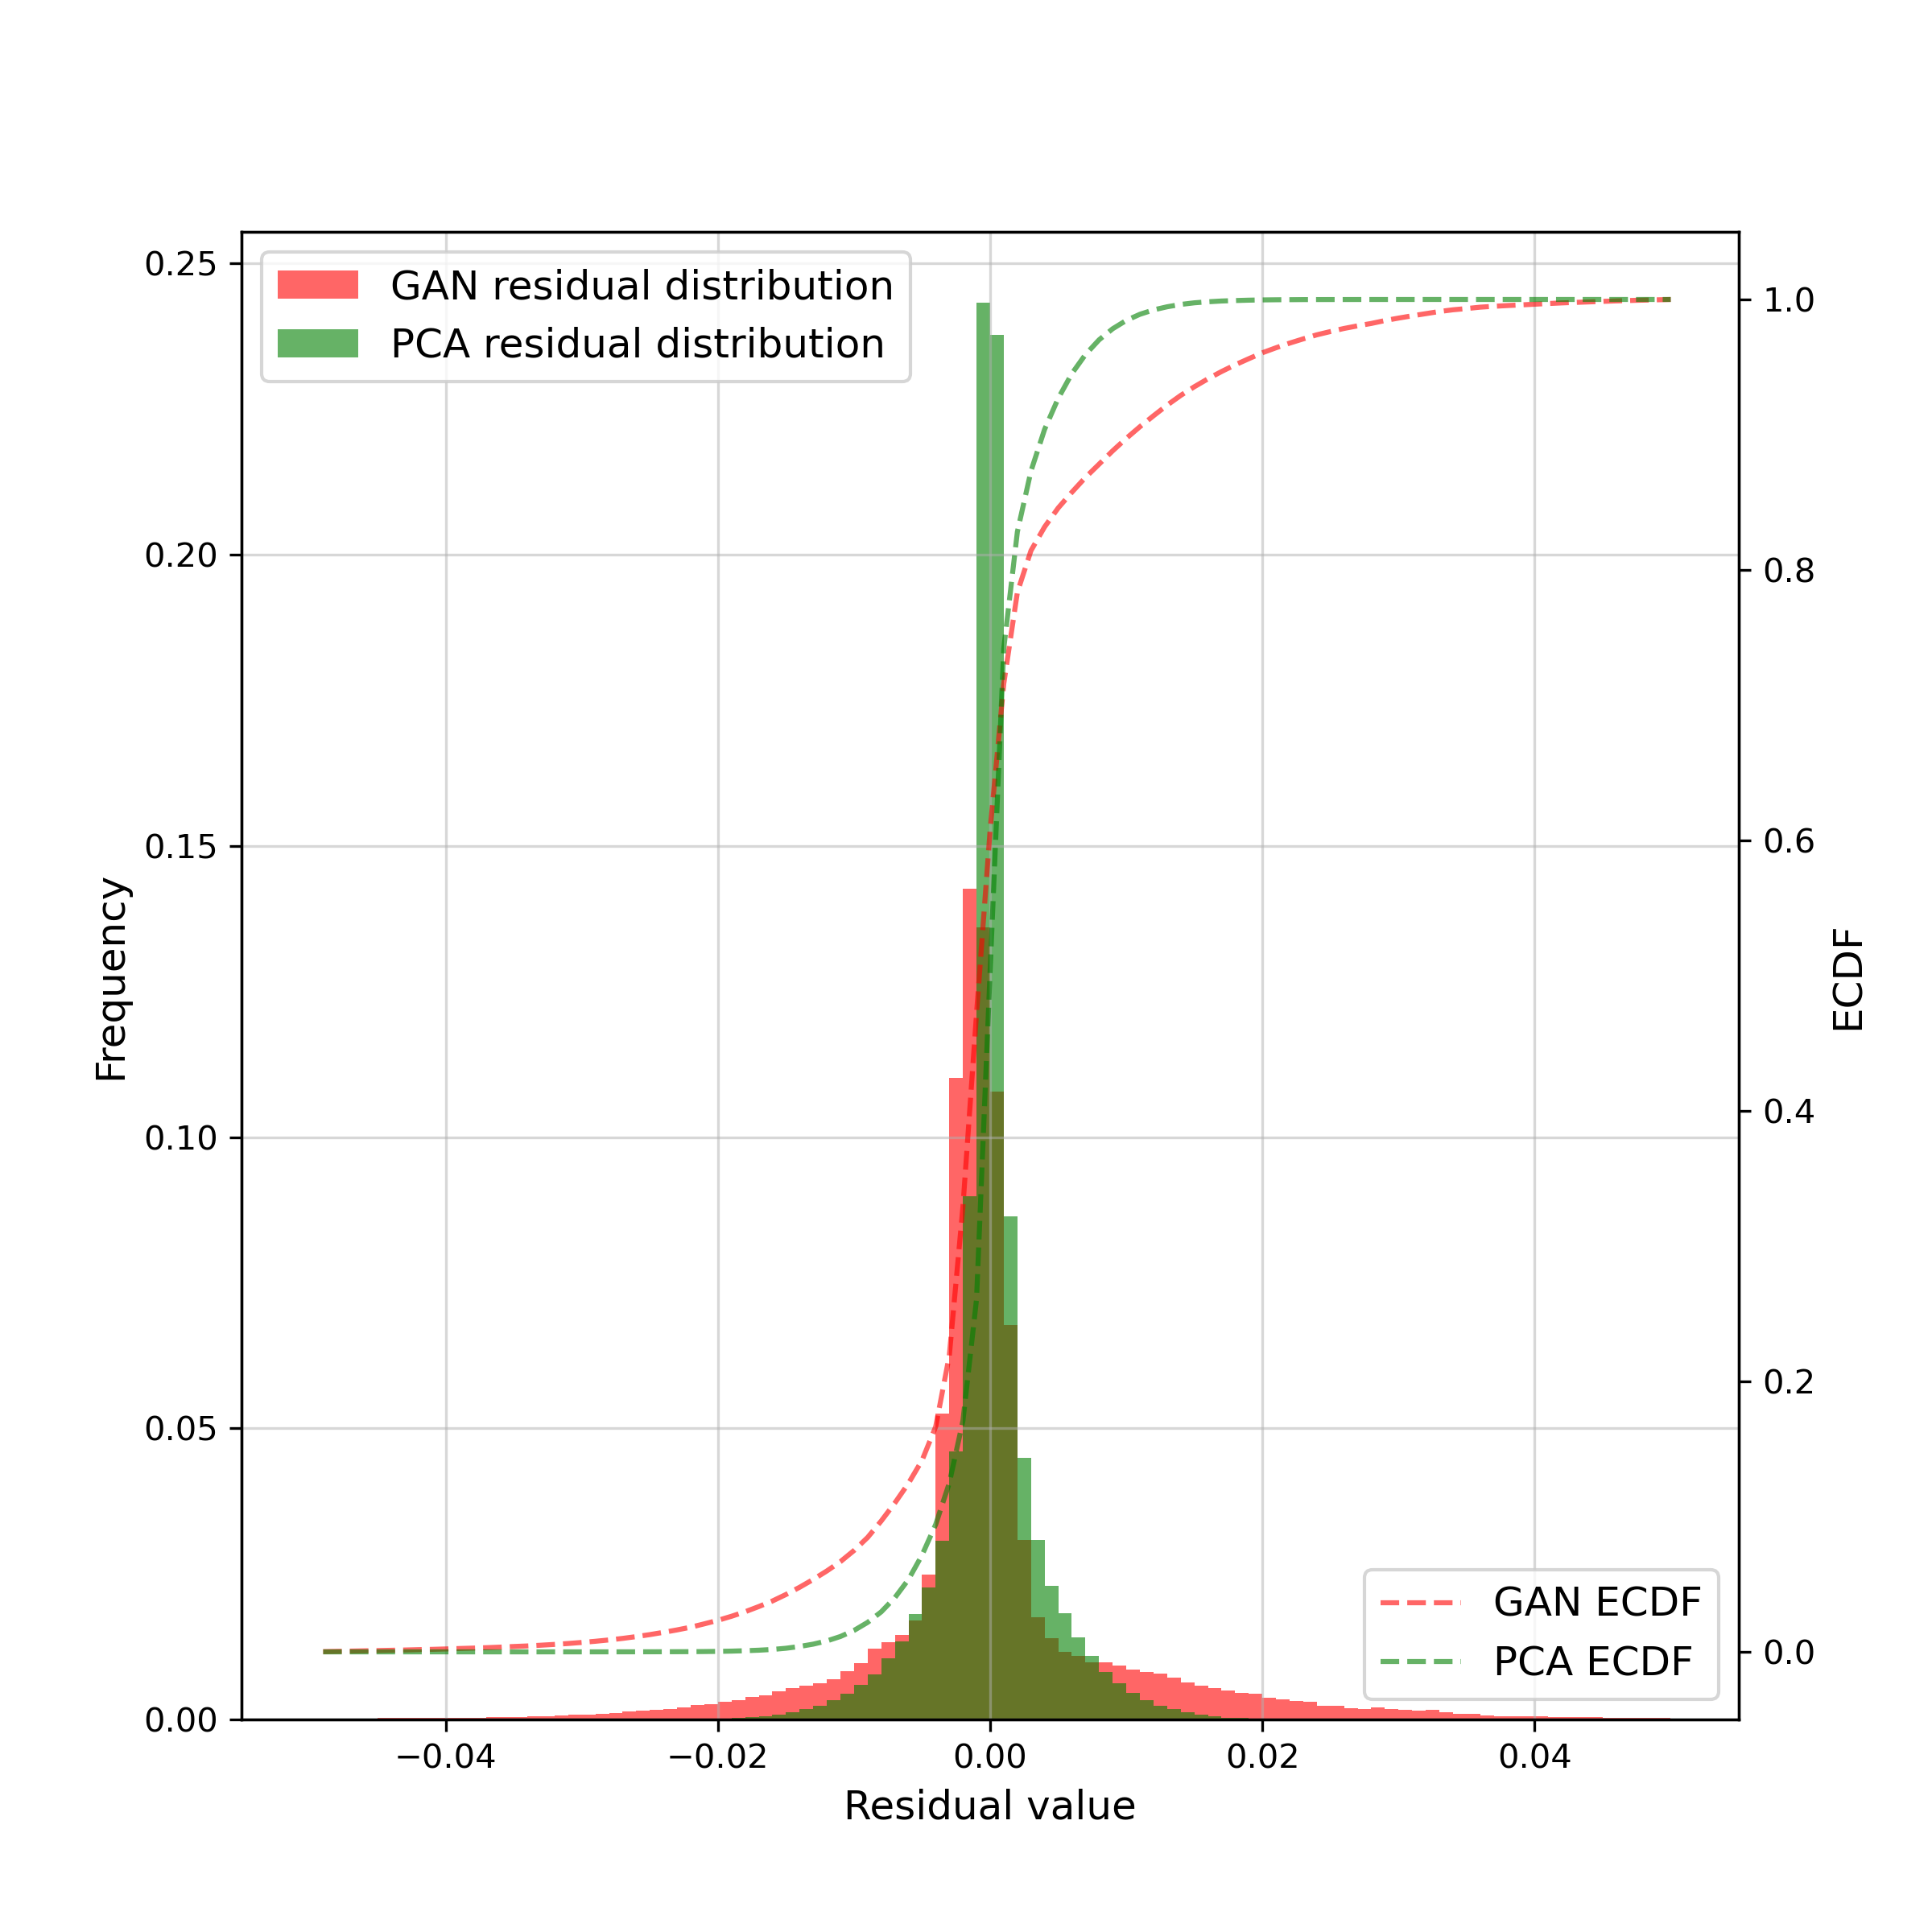 GAN residual distribution
PCA residual distribution
0.25
0.20
0.15
0.10
0.05
0.00
Frequency
1.0
0.8
0.6
0.4
0.2
0.0
ECDF
GAN ECDF
PCA ECDF
−0.04
−0.02
0.00
0.02
0.04
Residual value